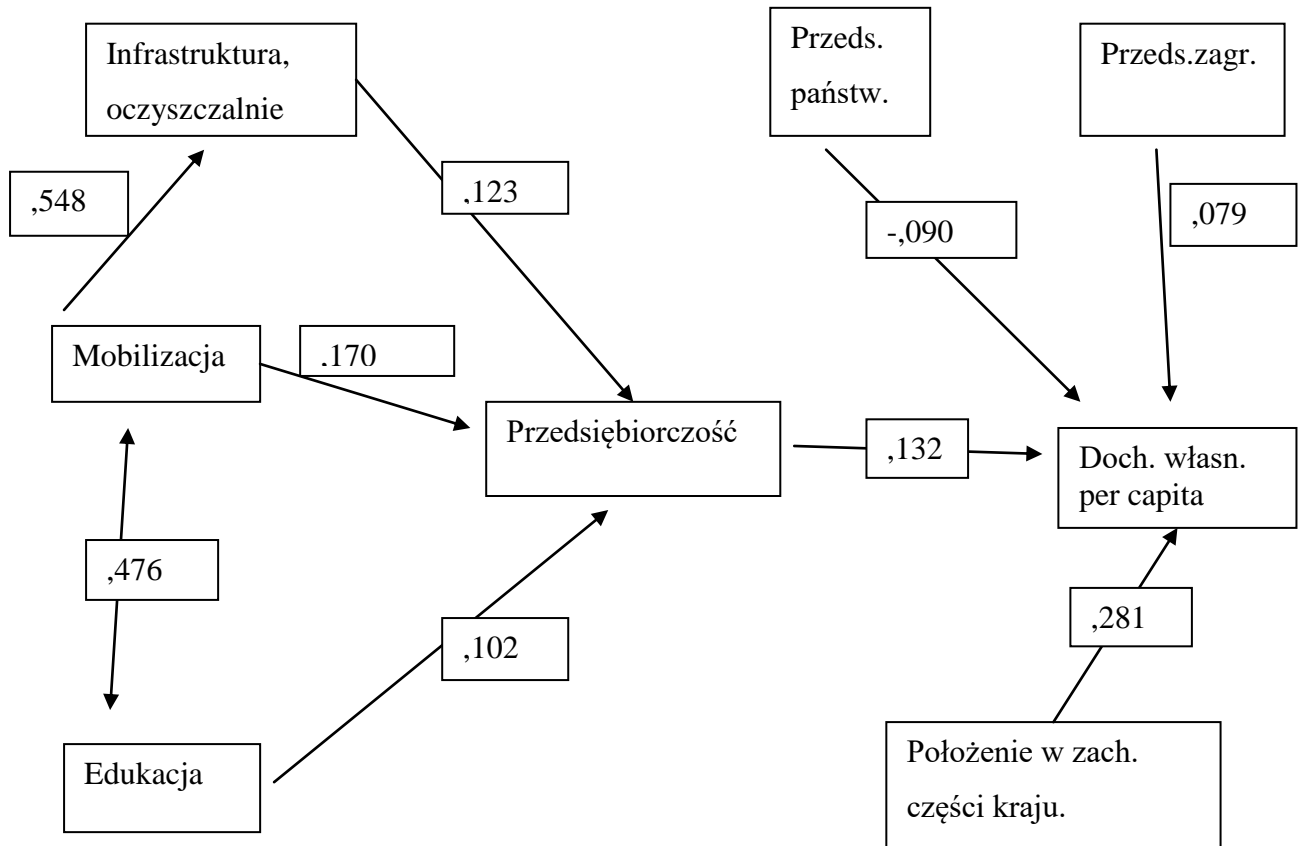 Infrastruktura,
oczyszczalnie
Przeds.
państw.
Przeds.zagr.
,548
,123
-,090
,079
Mobilizacja
,170
Przedsiębiorczość
,132
Doch. własn.
per capita
,476
,102
,281
Edukacja
Położenie w zach.
części kraju.